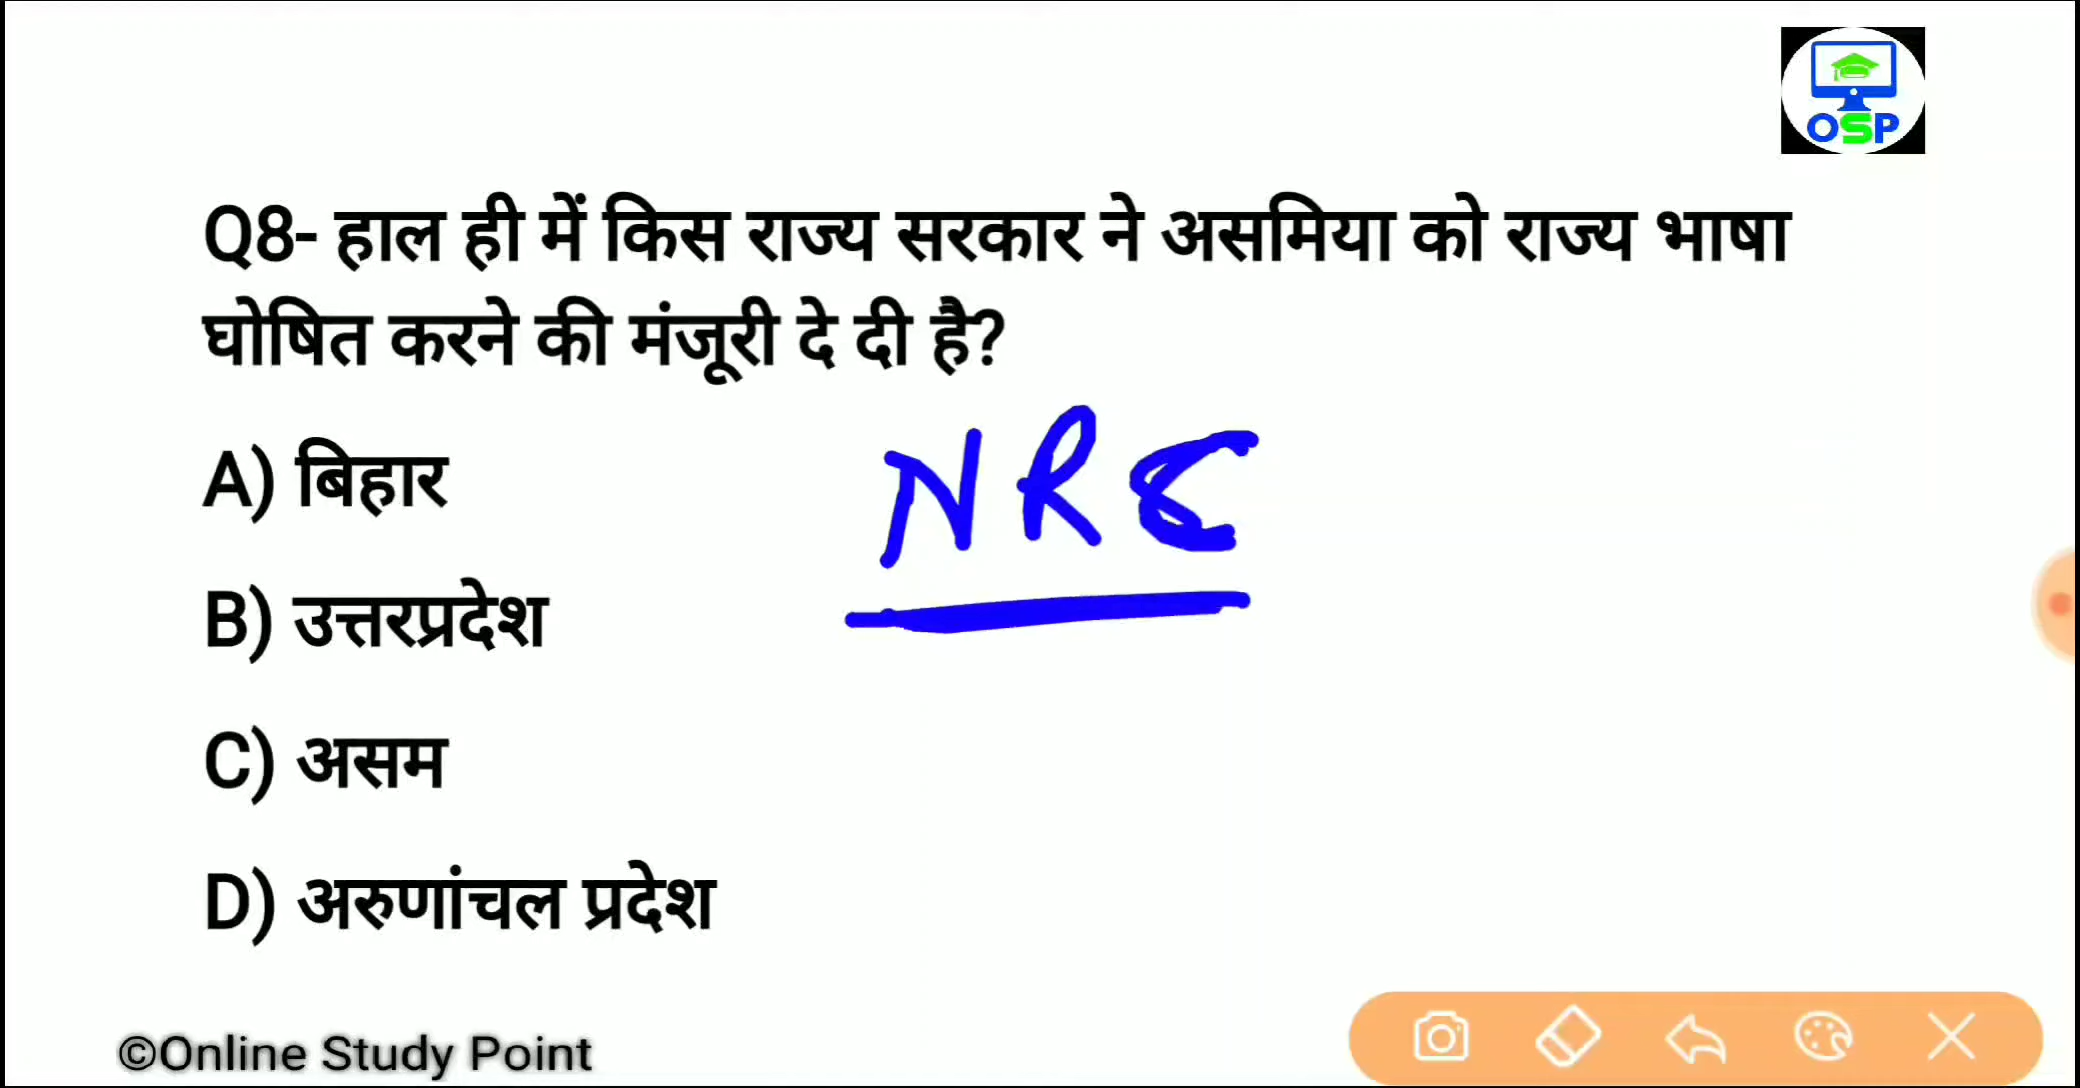 OSP
Q8- हाल ही में किस राज्य सरकार ने असमिया को राज्य भाषा
घोषित करने की मंजूरी दे दी है?
A) बिहार
NRC
B) उत्तरप्रदेश
C) असम
D) अरुणांचल प्रदेश
©Online Study Point